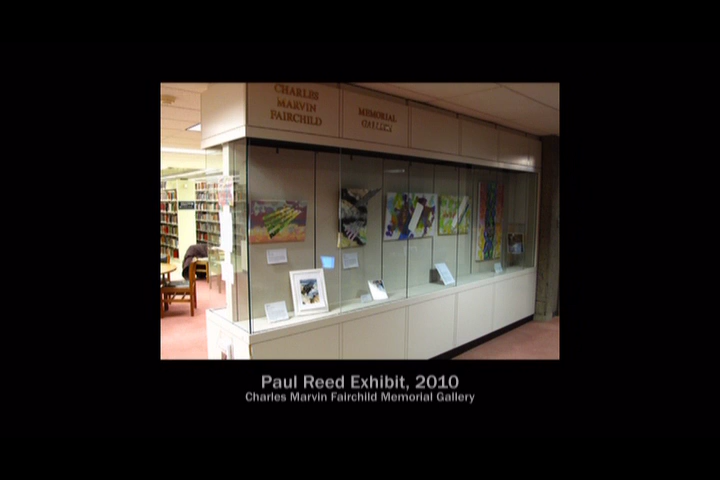 CHARLES
MARVIN
FAIRCHILD
MEMORIAL
GALLERY
Paul Reed Exhibit, 2010
Charles Marvin Fairchild Memorial Gallery